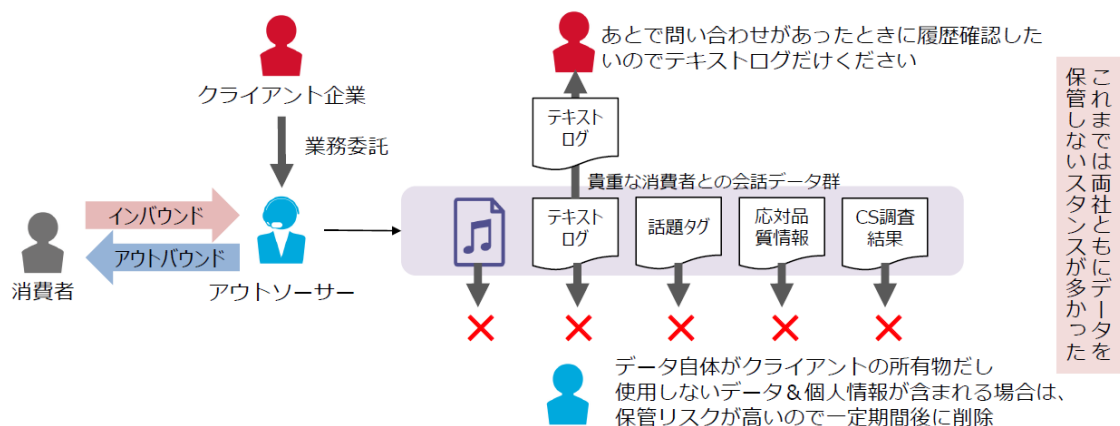 クライアント企業
業務委託
インバウンド
アウトバウンド
消費者
アウトソーサー
あとで問い合わせがあったときに履歴確認した
いのでテキストログだけください
テキスト
ログ
貴重な消費者との会話データ群
テキスト
ログ
話題タグ
応対品
質情報
CS調査
結果
データ自体がクライアントの所有物だし
使用しないデータ&個人情報が含まれる場合は、
保管リスクが高いので一定期間後に削除
これまでは両社ともにデータを
保管しないスタンスが多かった